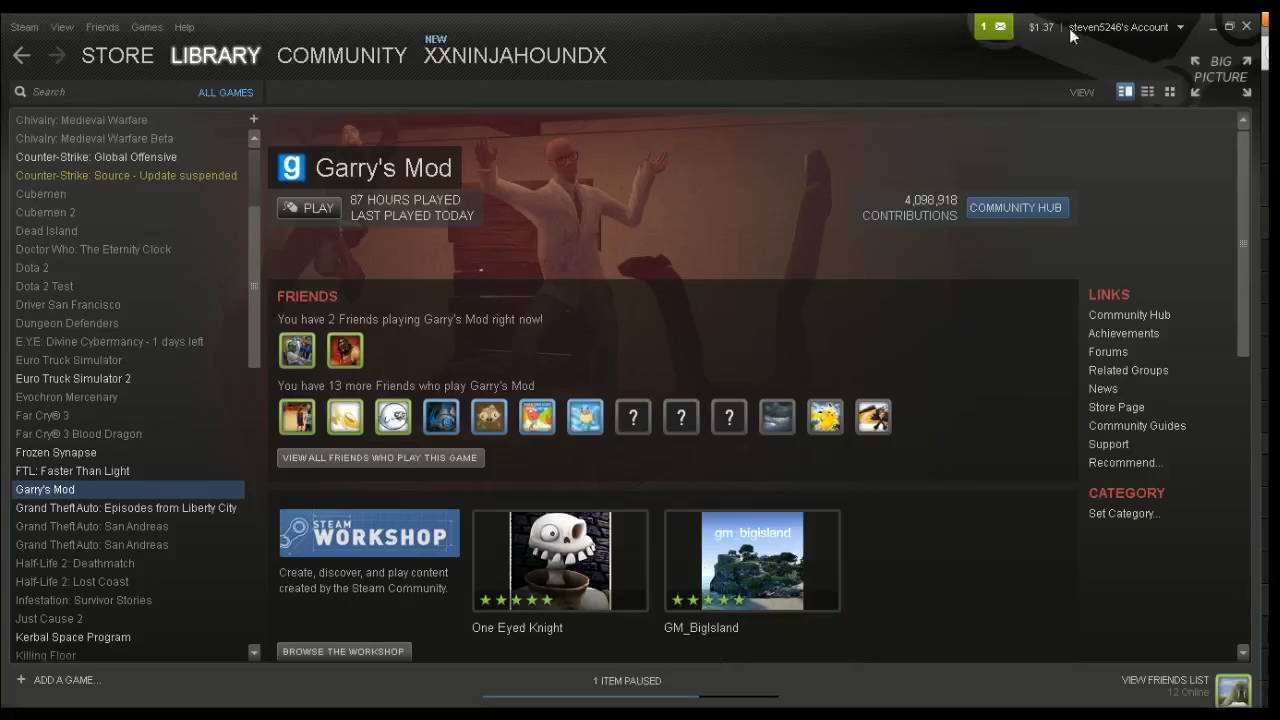 Steam View Friends Games Help
1 $1.37 | steven5246's Account
STORE LIBRARY COMMUNITY NEW XXNINJAHOUNDX
BIG PICTURE
Search ALL GAMES
VIEW
Chivalry: Medieval Warfare +
Chivalry: Medieval Warfare Beta
Counter-Strike: Global Offensive
Counter-Strike: Source - Update suspended
Cubemen
Cubemen 2
Dead Island
Doctor Who: The Eternity Clock
Dota 2
Dota 2 Test
Driver San Francisco
Dungeon Defenders
E.Y.E: Divine Cybermancy - 1 days left
Euro Truck Simulator
Euro Truck Simulator 2
Evochron Mercenary
Far Cry® 3
Far Cry® 3 Blood Dragon
Frozen Synapse
FTL: Faster Than Light
Garry's Mod
Grand Theft Auto: Episodes from Liberty City
Grand Theft Auto: San Andreas
Grand Theft Auto: San Andreas
Half-Life 2: Deathmatch
Half-Life 2: Lost Coast
Infestation: Survivor Stories
Just Cause 2
Kerbal Space Program
Killing Floor
g Garry's Mod
PLAY
87 HOURS PLAYED
LAST PLAYED TODAY
4,098,918
CONTRIBUTIONS
COMMUNITY HUB
FRIENDS
You have 2 Friends playing Garry's Mod right now!
You have 13 more Friends who play Garry's Mod
? ? ?
VIEW ALL FRIENDS WHO PLAY THIS GAME
LINKS
Community Hub
Achievements
Forums
Related Groups
News
Store Page
Community Guides
Support
Recommend...
CATEGORY
Set Category...
STEAM
WORKSHOP
Create, discover, and play content
created by the Steam Community.
BROWSE THE WORKSHOP
One Eyed Knight
gm_bigisland
GM_BigIsland
+ ADD A GAME...
1 ITEM PAUSED
VIEW FRIENDS LIST
12 Online